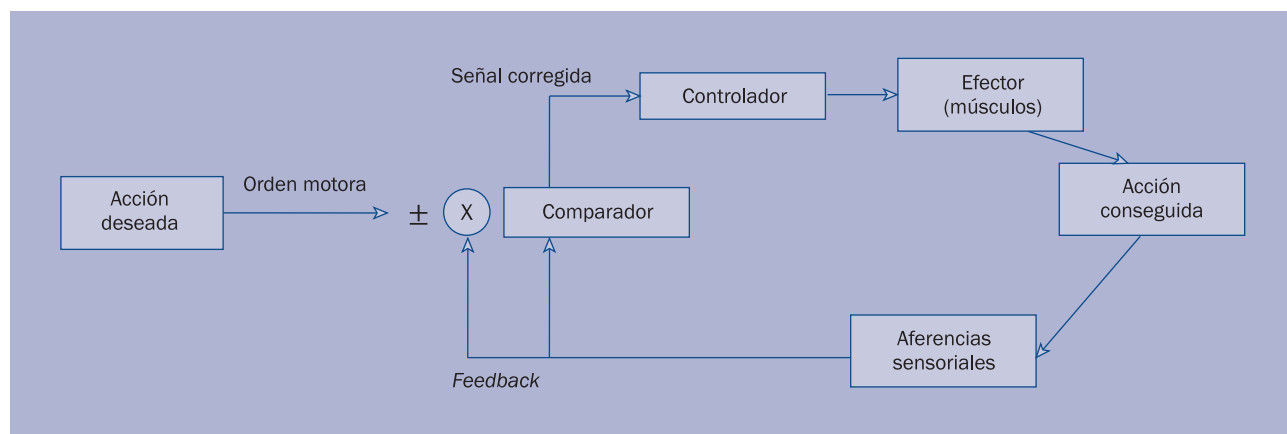 Señal corregida
Controlador
Efector
(músculos)
Acción
deseada
Orden motora
±
X
Comparador
Acción
conseguida
Aferencias
sensoriales
Feedback